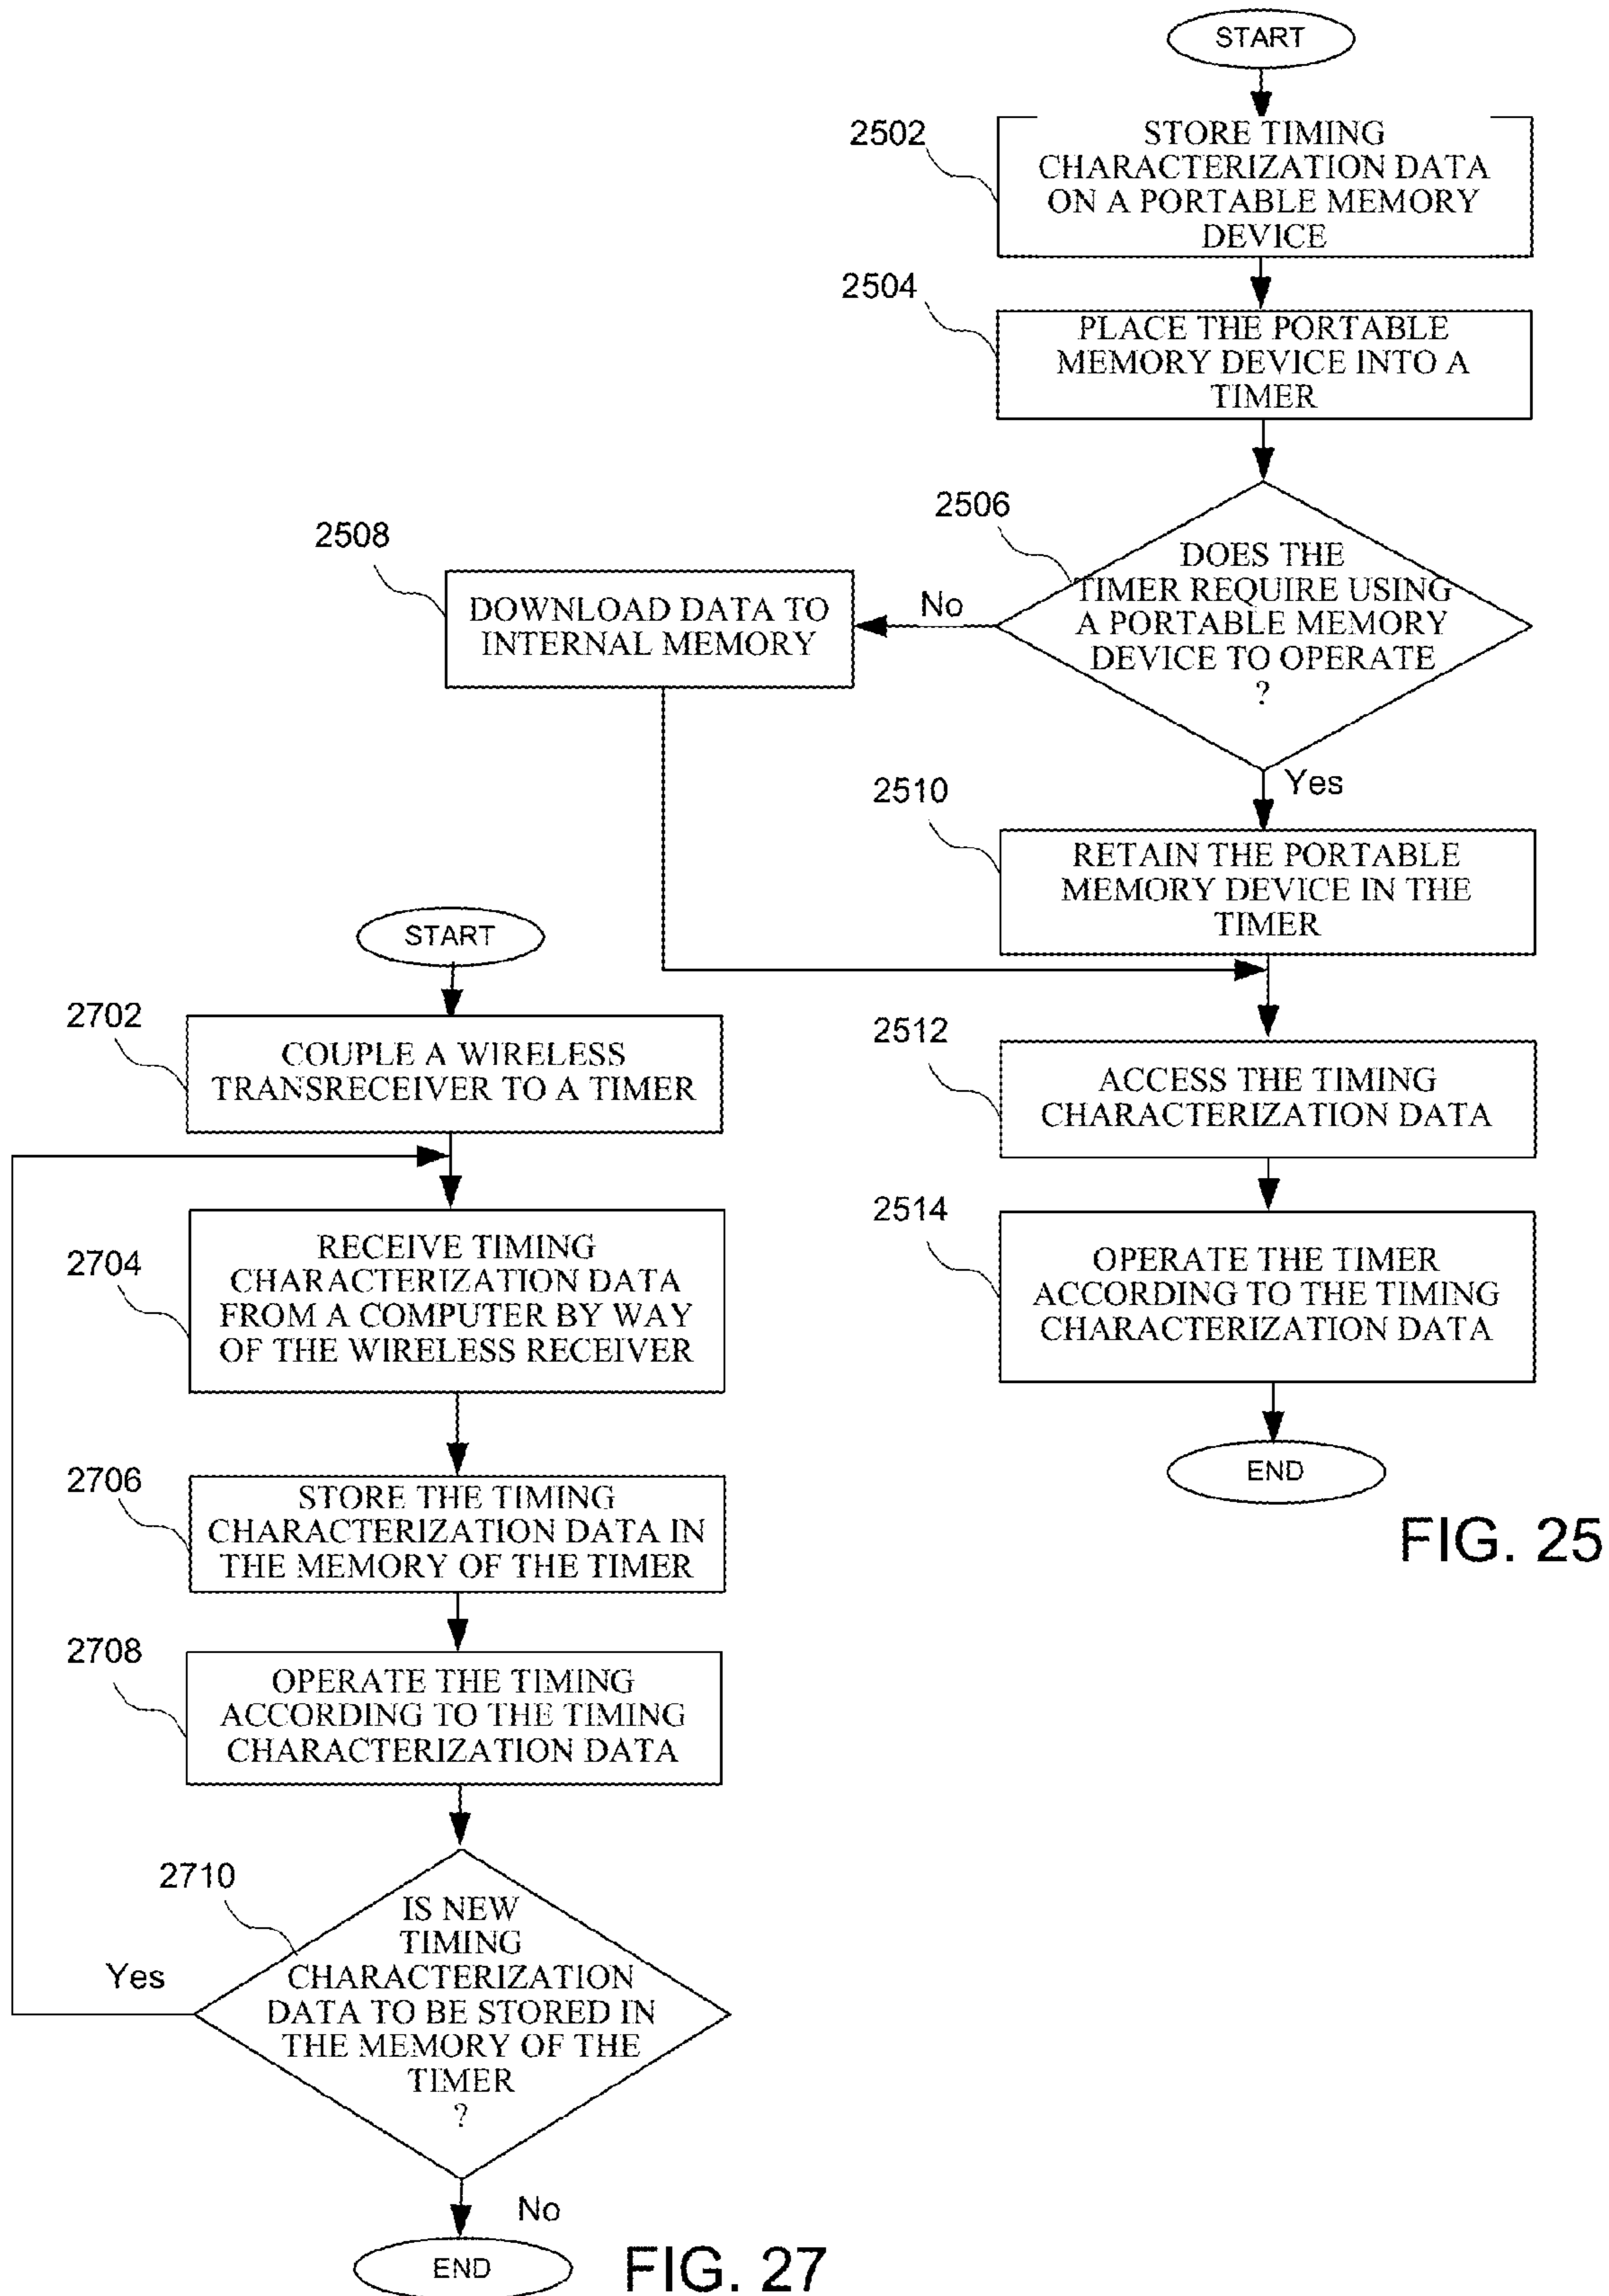 START
2502
STORE TIMING
CHARACTERIZATION DATA
ON A PORTABLE MEMORY
DEVICE
2504
PLACE THE PORTABLE
MEMORY DEVICE INTO A
TIMER
2506
DOES THE
TIMER REQUIRE USING
A PORTABLE MEMORY
DEVICE TO OPERATE
?
No
2508
DOWNLOAD DATA TO
INTERNAL MEMORY
Yes
2510
RETAIN THE PORTABLE
MEMORY DEVICE IN THE
TIMER
2512
ACCESS THE TIMING
CHARACTERIZATION DATA
2514
OPERATE THE TIMER
ACCORDING TO THE TIMING
CHARACTERIZATION DATA
END
FIG. 25
START
2702
COUPLE A WIRELESS
TRANSRECEIVER TO A TIMER
2704
RECEIVE TIMING
CHARACTERIZATION DATA
FROM A COMPUTER BY WAY
OF THE WIRELESS RECEIVER
2706
STORE THE TIMING
CHARACTERIZATION DATA IN
THE MEMORY OF THE TIMER
2708
OPERATE THE TIMING
ACCORDING TO THE TIMING
CHARACTERIZATION DATA
2710
IS NEW
TIMING
CHARACTERIZATION
DATA TO BE STORED IN
THE MEMORY OF THE
TIMER
?
Yes
No
END
FIG. 27